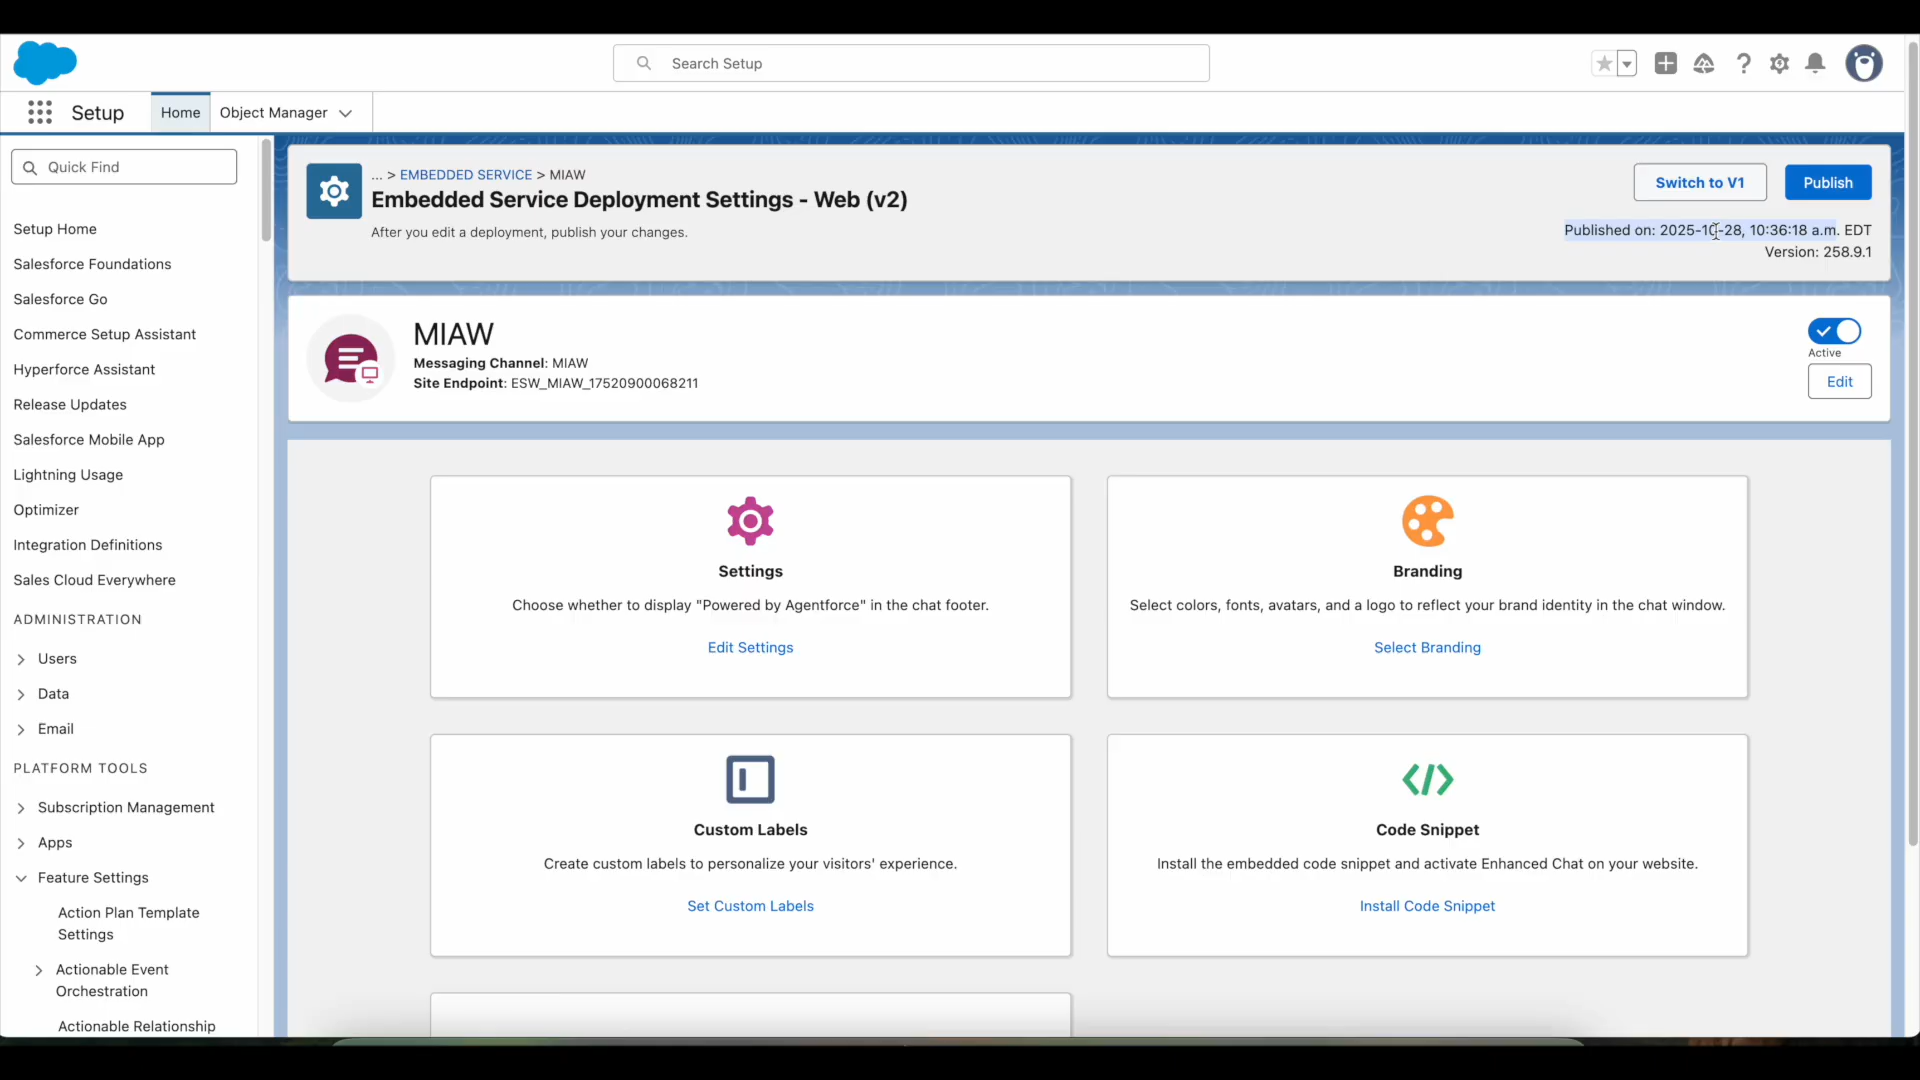 Search Setup
Setup
Home
Object Manager
Quick Find
Setup Home
Salesforce Foundations
Salesforce Go
Commerce Setup Assistant
Hyperforce Assistant
Release Updates
Salesforce Mobile App
Lightning Usage
Optimizer
Integration Definitions
Sales Cloud Everywhere
ADMINISTRATION
Users
Data
Email
PLATFORM TOOLS
Subscription Management
Apps
Feature Settings
Action Plan Template
Settings
Actionable Event
Orchestration
Actionable Relationship
... > EMBEDDED SERVICE > MIAW
Embedded Service Deployment Settings - Web (v2)
After you edit a deployment, publish your changes.
Switch to V1
Publish
Published on: 2025-10-28, 10:36:18 a.m. EDT
Version: 258.9.1
MIAW
Messaging Channel: MIAW
Site Endpoint: ESW_MIAW_17520900068211
Active
Edit
Settings
Choose whether to display "Powered by Agentforce" in the chat footer.
Edit Settings
Branding
Select colors, fonts, avatars, and a logo to reflect your brand identity in the chat window.
Select Branding
Custom Labels
Create custom labels to personalize your visitors' experience.
Set Custom Labels
Code Snippet
Install the embedded code snippet and activate Enhanced Chat on your website.
Install Code Snippet